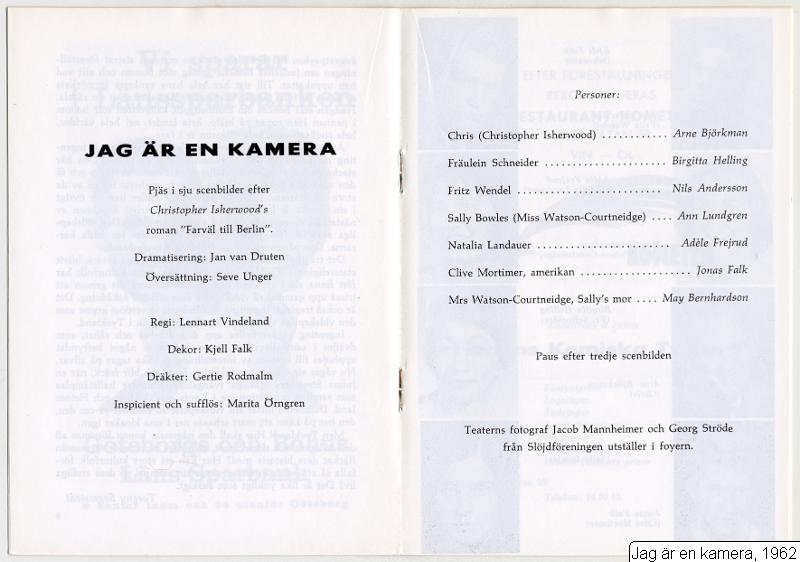 JAG ÄR EN KAMERA
Pjäs i sju scenbilder efter
Christopher Isherwood's
roman "Farväl till Berlin".
Dramatisering: Jan van Druten
Översättning: Seve Unger
Regi: Lennart Vindeland
Dekor: Kjell Falk
Dräkter: Gertie Rodmalm
Inspicient och sufflös: Marita Örngren
Personer:
Chris (Christopher Isherwood) ............ Arne Björkman
Fräulein Schneider ..................... Birgitta Helling
Fritz Wendel ......................... Nils Andersson
Sally Bowles (Miss Watson-Courtneidge) .... Ann Lundgren
Natalia Landauer ....................... Adèle Frejrud
Clive Mortimer, amerikan ................... Jonas Falk
Mrs Watson-Courtneidge, Sally's mor .... May Bernhardson
Paus efter tredje scenbilden
Teaterns fotograf Jacob Mannheimer och Georg Ströde
från Slöjdföreningen utställer i foyern.
Jag är en kamera, 1962